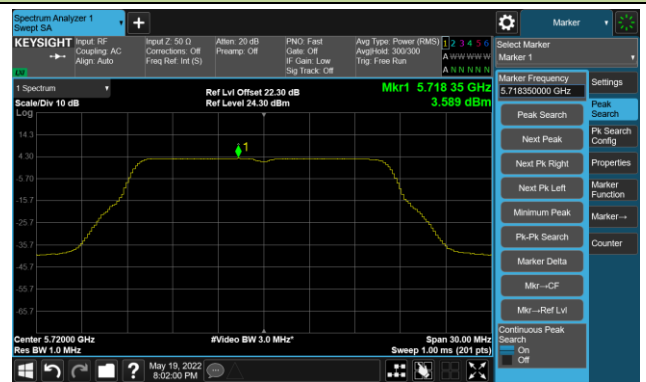 Spectrum Analyzer 1
Swept SA
Marker
KEYSIGHT
Input: RF
Coupling: AC
Align: Auto
Input Z: 50 Ω
Corrections: Off
Freq Ref: Int (S)
Atten: 20 dB
Preamp: Off
PNO: Fast
Gate: Off
IF Gain: Low
Sig Track: Off
Avg Type: Power (RMS)
Avg|Hold: 300/300
Trig: Free Run
1 2 3 4 5 6
A W W W W W
A N N N N N
LXI
1 Spectrum
Scale/Div 10 dB
Log
Ref Lvl Offset 22.30 dB
Ref Level 24.30 dBm
Mkr1 5.718 35 GHz
3.589 dBm
1
14.3
4.30
-5.70
-15.7
-25.7
-35.7
-45.7
-55.7
-65.7
Center 5.72000 GHz
Res BW 1.0 MHz
#Video BW 3.0 MHz*
Span 30.00 MHz
Sweep 1.00 ms (201 pts)
Select Marker
Marker 1
Marker Frequency
5.718350000 GHz
Peak Search
Next Peak
Next Pk Right
Next Pk Left
Minimum Peak
Pk-Pk Search
Marker Delta
Mkr→CF
Mkr→Ref Lvl
Continuous Peak
Search
On
Off
Settings
Peak
Search
Pk Search
Config
Properties
Marker
Function
Marker→
Counter
?
May 19, 2022
8:02:00 PM